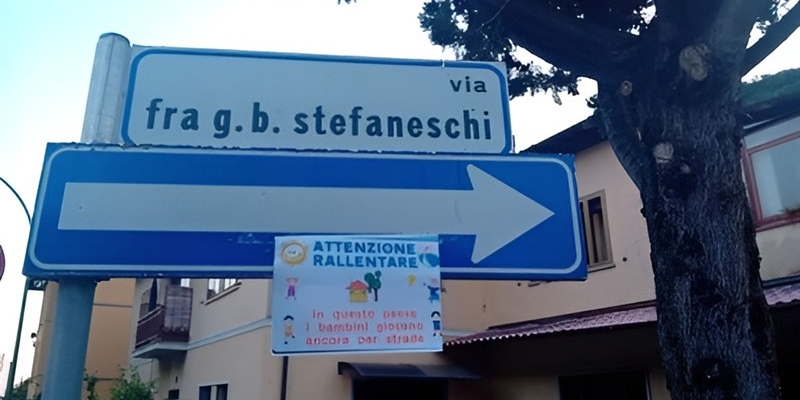 via
fra g.b. stefaneschi
ATTENZIONE
RALLENTARE
in questo paese
i bambini giocano
ancora per strada